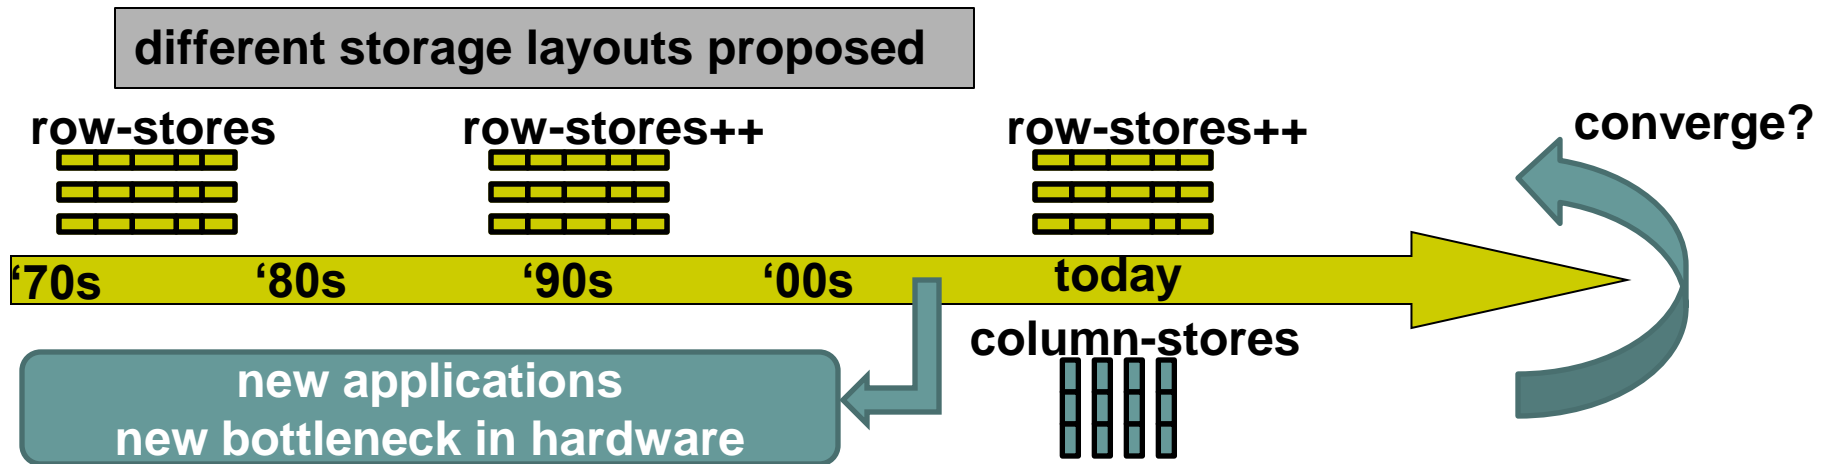 different storage layouts proposed
row-stores
row-stores++
row-stores++
converge?
‘70s
‘80s
‘90s
‘00s
today
column-stores
new applications
new bottleneck in hardware